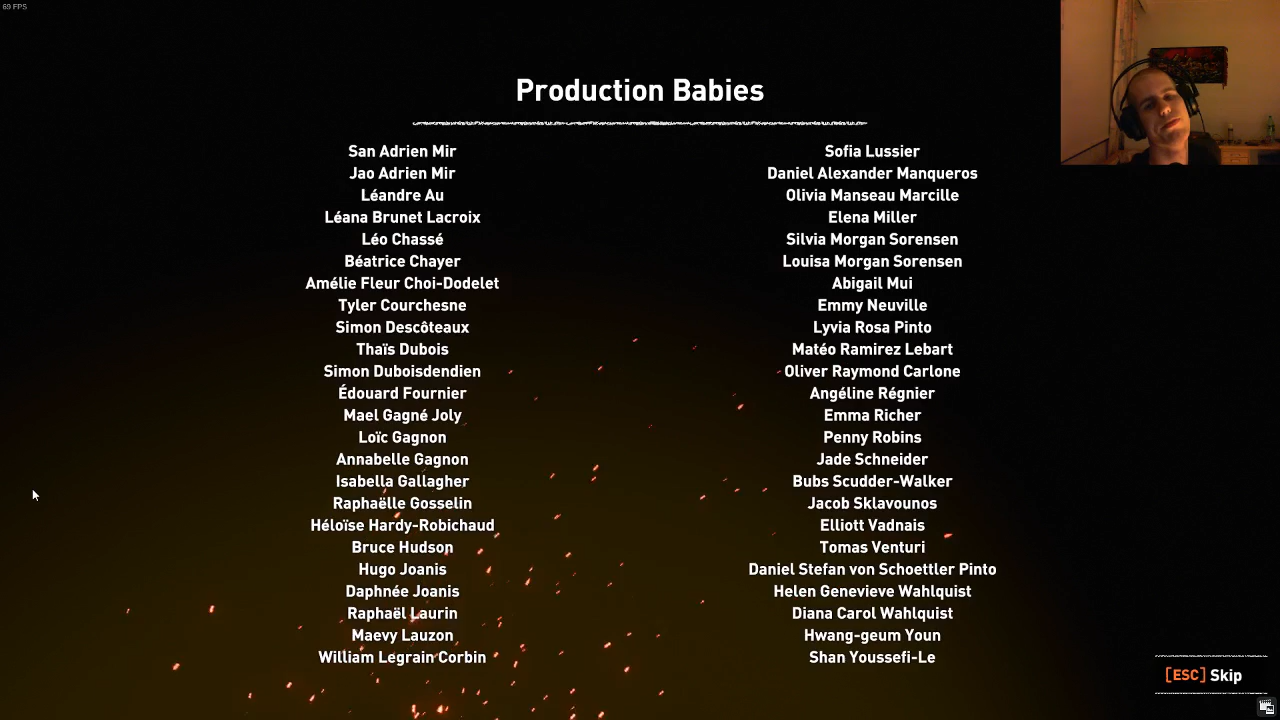 69 FPS
Production Babies
San Adrien Mir
Jao Adrien Mir
Léandre Au
Léana Brunet Lacroix
Léo Chassé
Béatrice Chayer
Amélie Fleur Choi-Dodelet
Tyler Courchesne
Simon Descôteaux
Thaïs Dubois
Simon Duboisdendien
Édouard Fournier
Mael Gagné Joly
Loïc Gagnon
Annabelle Gagnon
Isabella Gallagher
Raphaëlle Gosselin
Héloïse Hardy-Robichaud
Bruce Hudson
Hugo Joanis
Daphnée Joanis
Raphaël Laurin
Maevy Lauzon
William Legrain Corbin
Sofia Lussier
Daniel Alexander Manqueros
Olivia Manseau Marcille
Elena Miller
Silvia Morgan Sorensen
Louisa Morgan Sorensen
Abigail Mui
Emmy Neuville
Lyvia Rosa Pinto
Matéo Ramirez Lebart
Oliver Raymond Carlone
Angéline Régnier
Emma Richer
Penny Robins
Jade Schneider
Bubs Scudder-Walker
Jacob Sklavounos
Elliott Vadnais
Tomas Venturi
Daniel Stefan von Schoettler Pinto
Helen Genevieve Wahlquist
Diana Carol Wahlquist
Hwang-geum Youn
Shan Youssefi-Le
[ESC] Skip